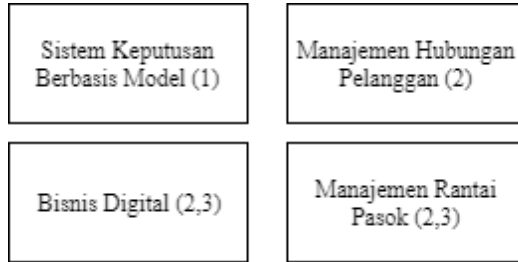 Sistem Keputusan
Berbasis Model (1)
Manajemen Hubungan
Pelanggan (2)
Bisnis Digital (2,3)
Manajemen Rantai
Pasok (2,3)